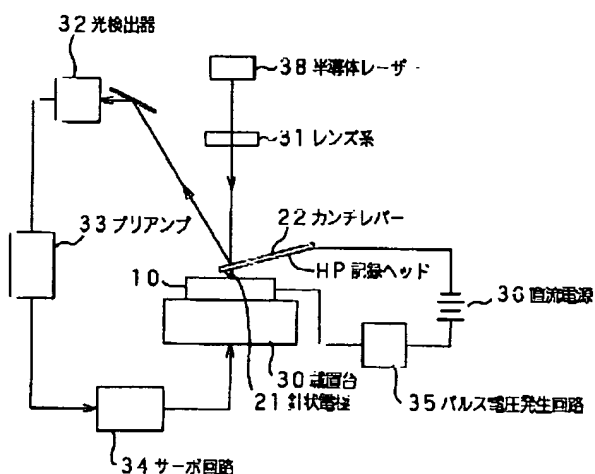 32光検出器
38半導体レーザ
31レンズ系
33プリアンプ
22カンチレバー
HP記録ヘッド
10
36直流電源
30載置台
21針状電極
35パルス電圧発生回路
34サーボ回路